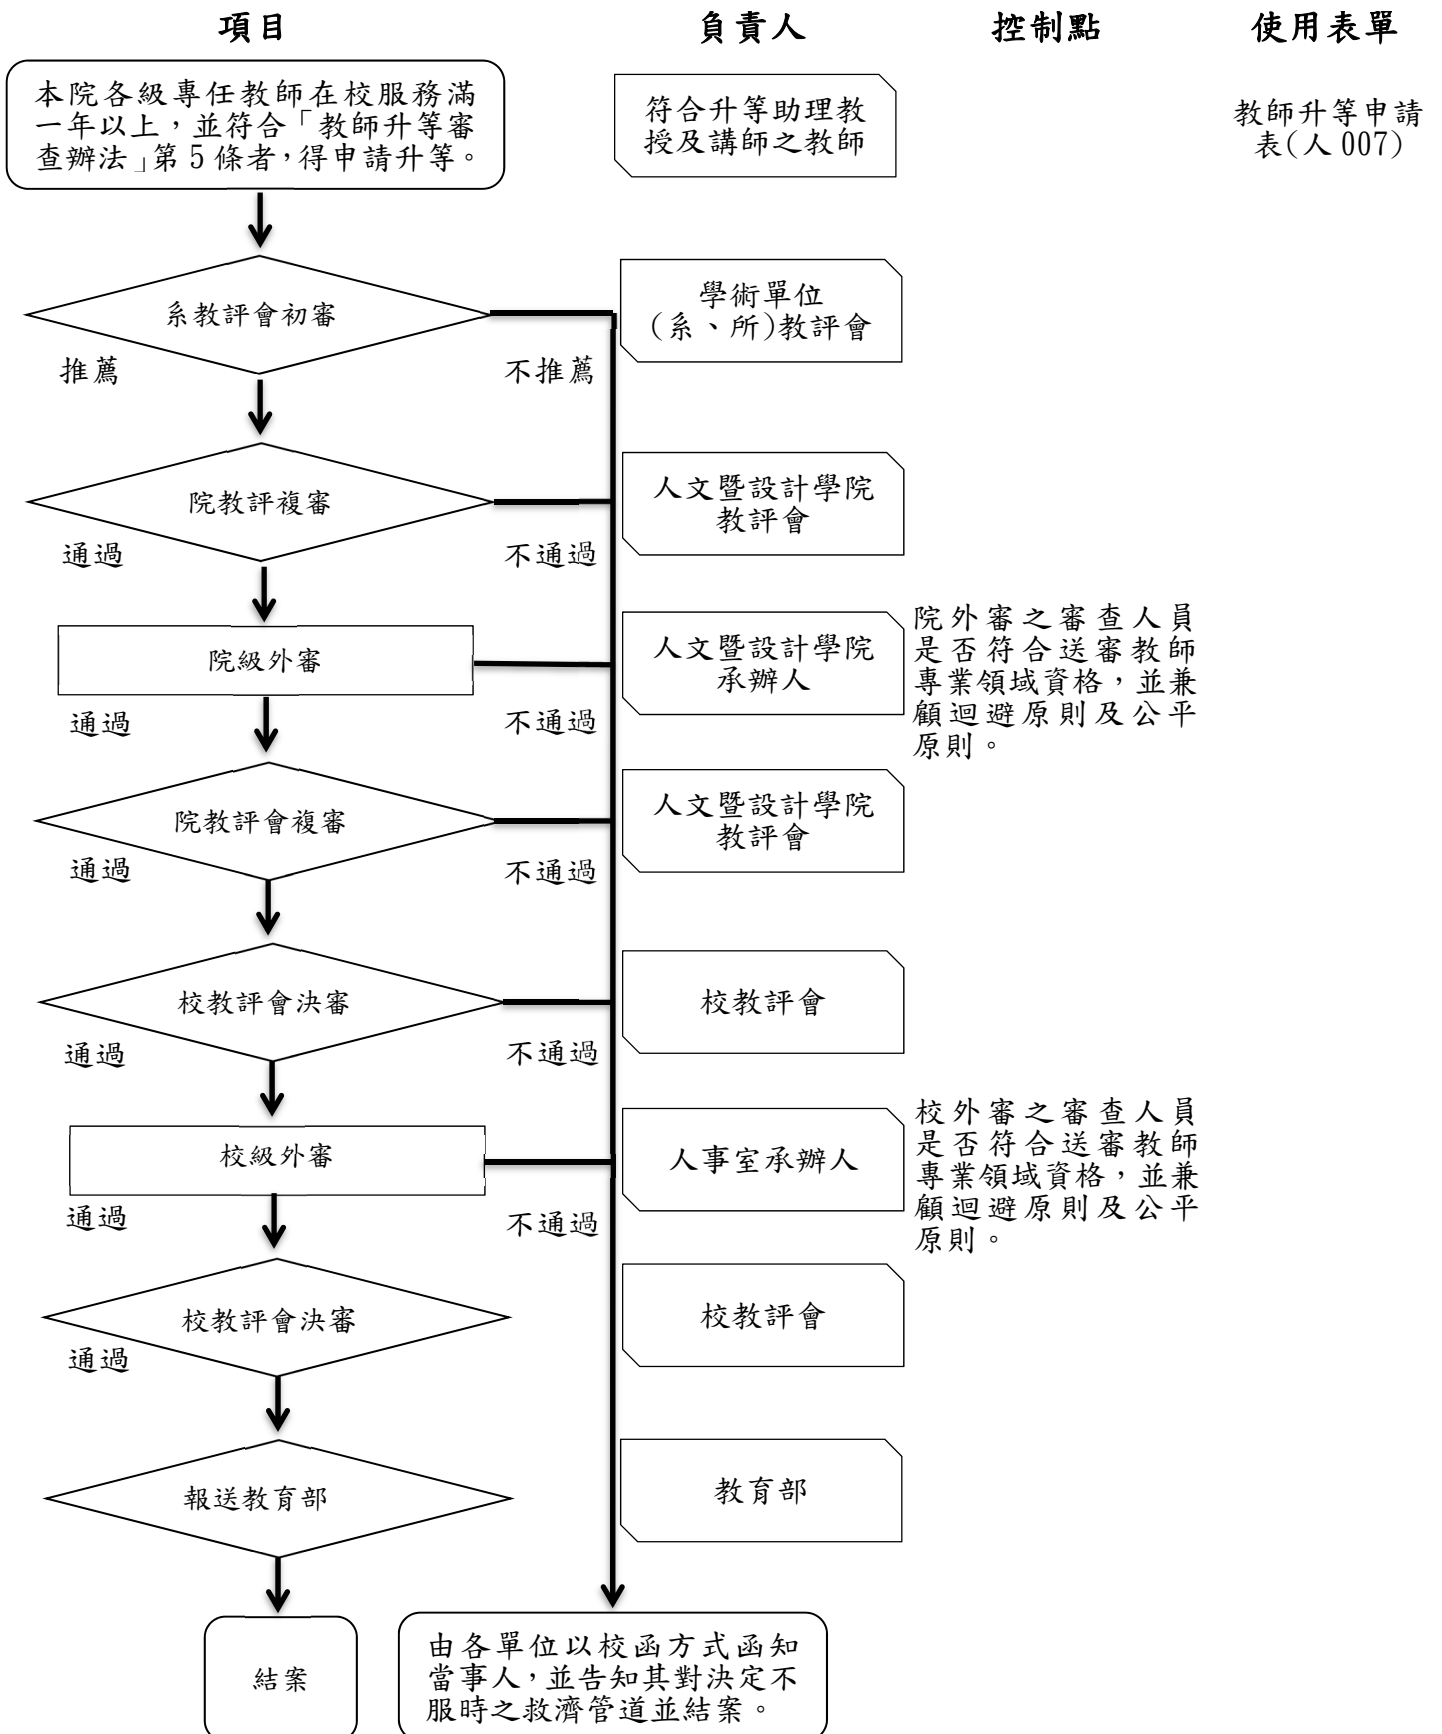 項目
負責人
控制點
使用表單
本院各級專任教師在校服務滿
一年以上，並符合「教師升等審
查辦法」第5條者，得申請升等。
符合升等助理教
授及講師之教師
教師升等申請
表(人007)
系教評會初審
學術單位
(系、所)教評會
推薦
不推薦
院教評複審
人文暨設計學院
教評會
通過
不通過
院級外審
人文暨設計學院
承辦人
院外審之審查人員
是否符合送審教師
專業領域資格，並兼
顧迴避原則及公平
原則。
通過
不通過
院教評會複審
人文暨設計學院
教評會
通過
不通過
校教評會決審
校教評會
通過
不通過
校級外審
人事室承辦人
校外審之審查人員
是否符合送審教師
專業領域資格，並兼
顧迴避原則及公平
原則。
通過
不通過
校教評會決審
校教評會
通過
報送教育部
教育部
結案
由各單位以校函方式函知
當事人，並告知其對決定不
服時之救濟管道並結案。